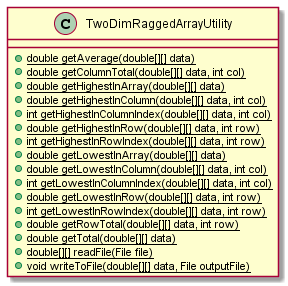 C TwoDimRaggedArrayUtility
double getAverage(double[][] data)
double getColumnTotal(double[][] data, int col)
double getHighestInArray(double[][] data)
double getHighestInColumn(double[][] data, int col)
int getHighestInColumnIndex(double[][] data, int col)
double getHighestInRow(double[][] data, int row)
int getHighestInRowIndex(double[][] data, int row)
double getLowestInArray(double[][] data)
double getLowestInColumn(double[][] data, int col)
int getLowestInColumnIndex(double[][] data, int col)
double getLowestInRow(double[][] data, int row)
int getLowestInRowIndex(double[][] data, int row)
double getRowTotal(double[][] data, int row)
double getTotal(double[][] data)
double[][] readFile(File file)
void writeToFile(double[][] data, File outputFile)